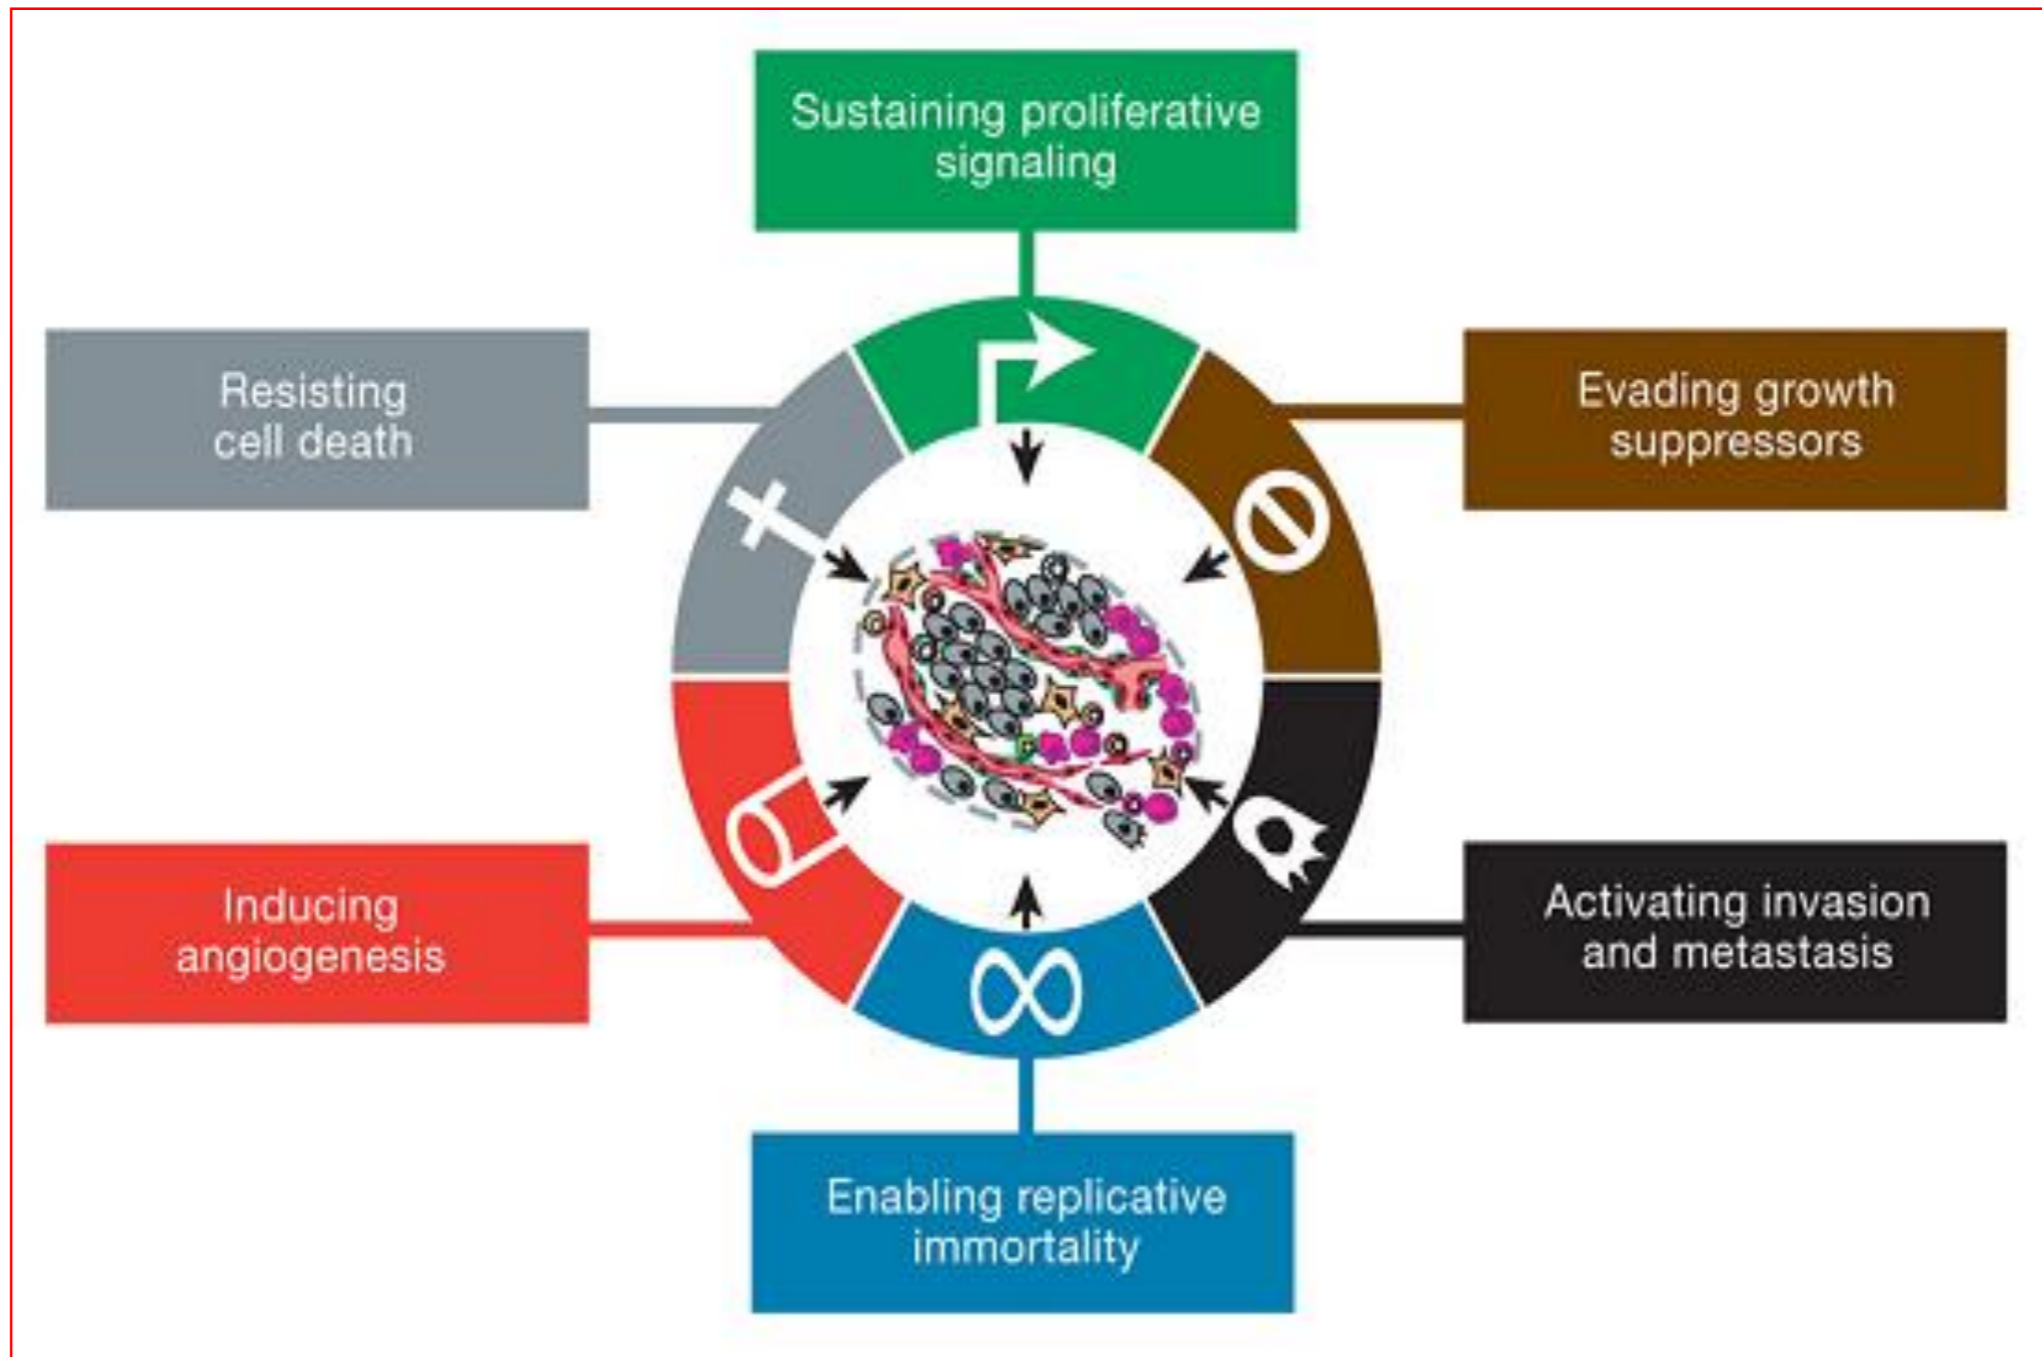 Sustaining proliferative
signaling
Resisting
cell death
Evading growth
suppressors
Inducing
angiogenesis
Activating invasion
and metastasis
Enabling replicative
immortality